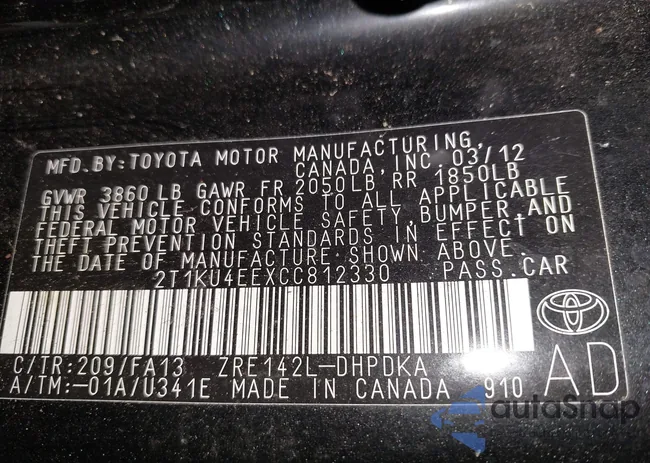 MFD.BY:TOYOTA MOTOR MANUFACTURING,
CANADA, INC. 03/12
GVWR 3860 LB GAWR FR 2050LB RR 1850LB
THIS VEHICLE CONFORMS TO ALL APPLICABLE
FEDERAL MOTOR VEHICLE SAFETY, BUMPER AND
THEFT PREVENTION STANDARDS IN EFFECT ON
THE DATE OF MANUFACTURE SHOWN ABOVE.
2T1KU4EEXCC812330 PASS.CAR
C/TR:209/FA13 ZRE142L-DHPDKA
A/TM:-01A/U341E MADE IN CANADA 910
AD
autoSnap